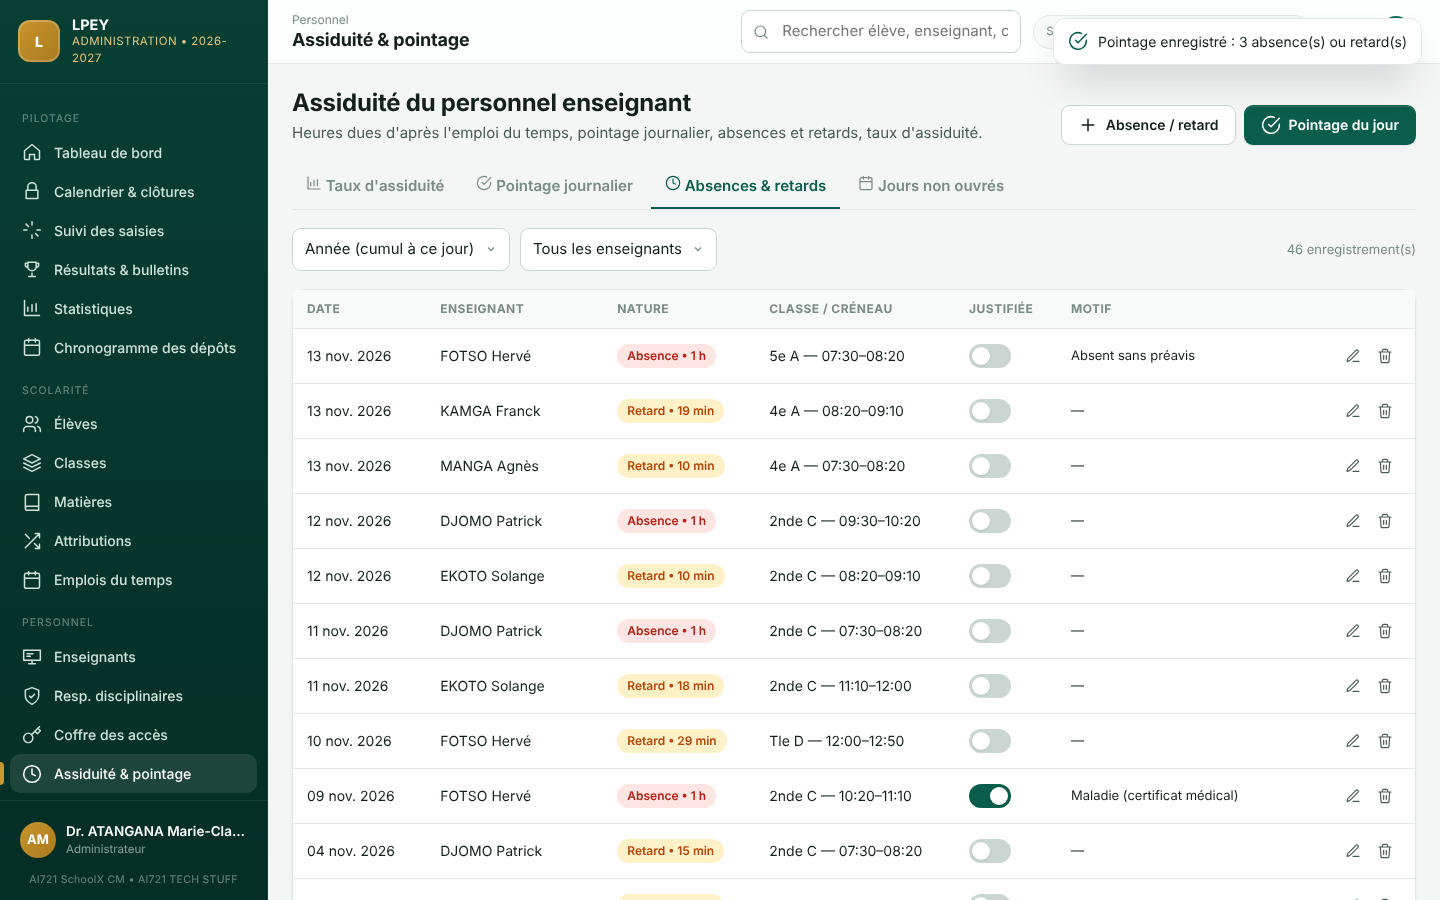 L
LPEY
ADMINISTRATION • 2026-
2027
PILOTAGE
Tableau de bord
Calendrier & clôtures
Suivi des saisies
Résultats & bulletins
Statistiques
Chronogramme des dépôts
SCOLARITÉ
Élèves
Classes
Matières
Attributions
Emplois du temps
PERSONNEL
Enseignants
Resp. disciplinaires
Coffre des accès
Assiduité & pointage
AM
Dr. ATANGANA Marie-Cla...
Administrateur
AI721 SchoolX CM • AI721 TECH STUFF
Personnel
Assiduité & pointage
Rechercher élève, enseignant, c
Pointage enregistré : 3 absence(s) ou retard(s)
Assiduité du personnel enseignant
Heures dues d'après l'emploi du temps, pointage journalier, absences et retards, taux d'assiduité.
Absence / retard
Pointage du jour
Taux d'assiduité
Pointage journalier
Absences & retards
Jours non ouvrés
Année (cumul à ce jour)
Tous les enseignants
46 enregistrement(s)
DATE ENSEIGNANT NATURE CLASSE / CRÉNEAU JUSTIFIÉE MOTIF
13 nov. 2026 FOTSO Hervé Absence • 1 h 5e A — 07:30–08:20 Absent sans préavis
13 nov. 2026 KAMGA Franck Retard • 19 min 4e A — 08:20–09:10 —
13 nov. 2026 MANGA Agnès Retard • 10 min 4e A — 07:30–08:20 —
12 nov. 2026 DJOMO Patrick Absence • 1 h 2nde C — 09:30–10:20 —
12 nov. 2026 EKOTO Solange Retard • 10 min 2nde C — 08:20–09:10 —
11 nov. 2026 DJOMO Patrick Absence • 1 h 2nde C — 07:30–08:20 —
11 nov. 2026 EKOTO Solange Retard • 18 min 2nde C — 11:10–12:00 —
10 nov. 2026 FOTSO Hervé Retard • 29 min Tle D — 12:00–12:50 —
09 nov. 2026 FOTSO Hervé Absence • 1 h 2nde C — 10:20–11:10 Maladie (certificat médical)
04 nov. 2026 DJOMO Patrick Retard • 15 min 2nde C — 07:30–08:20 —